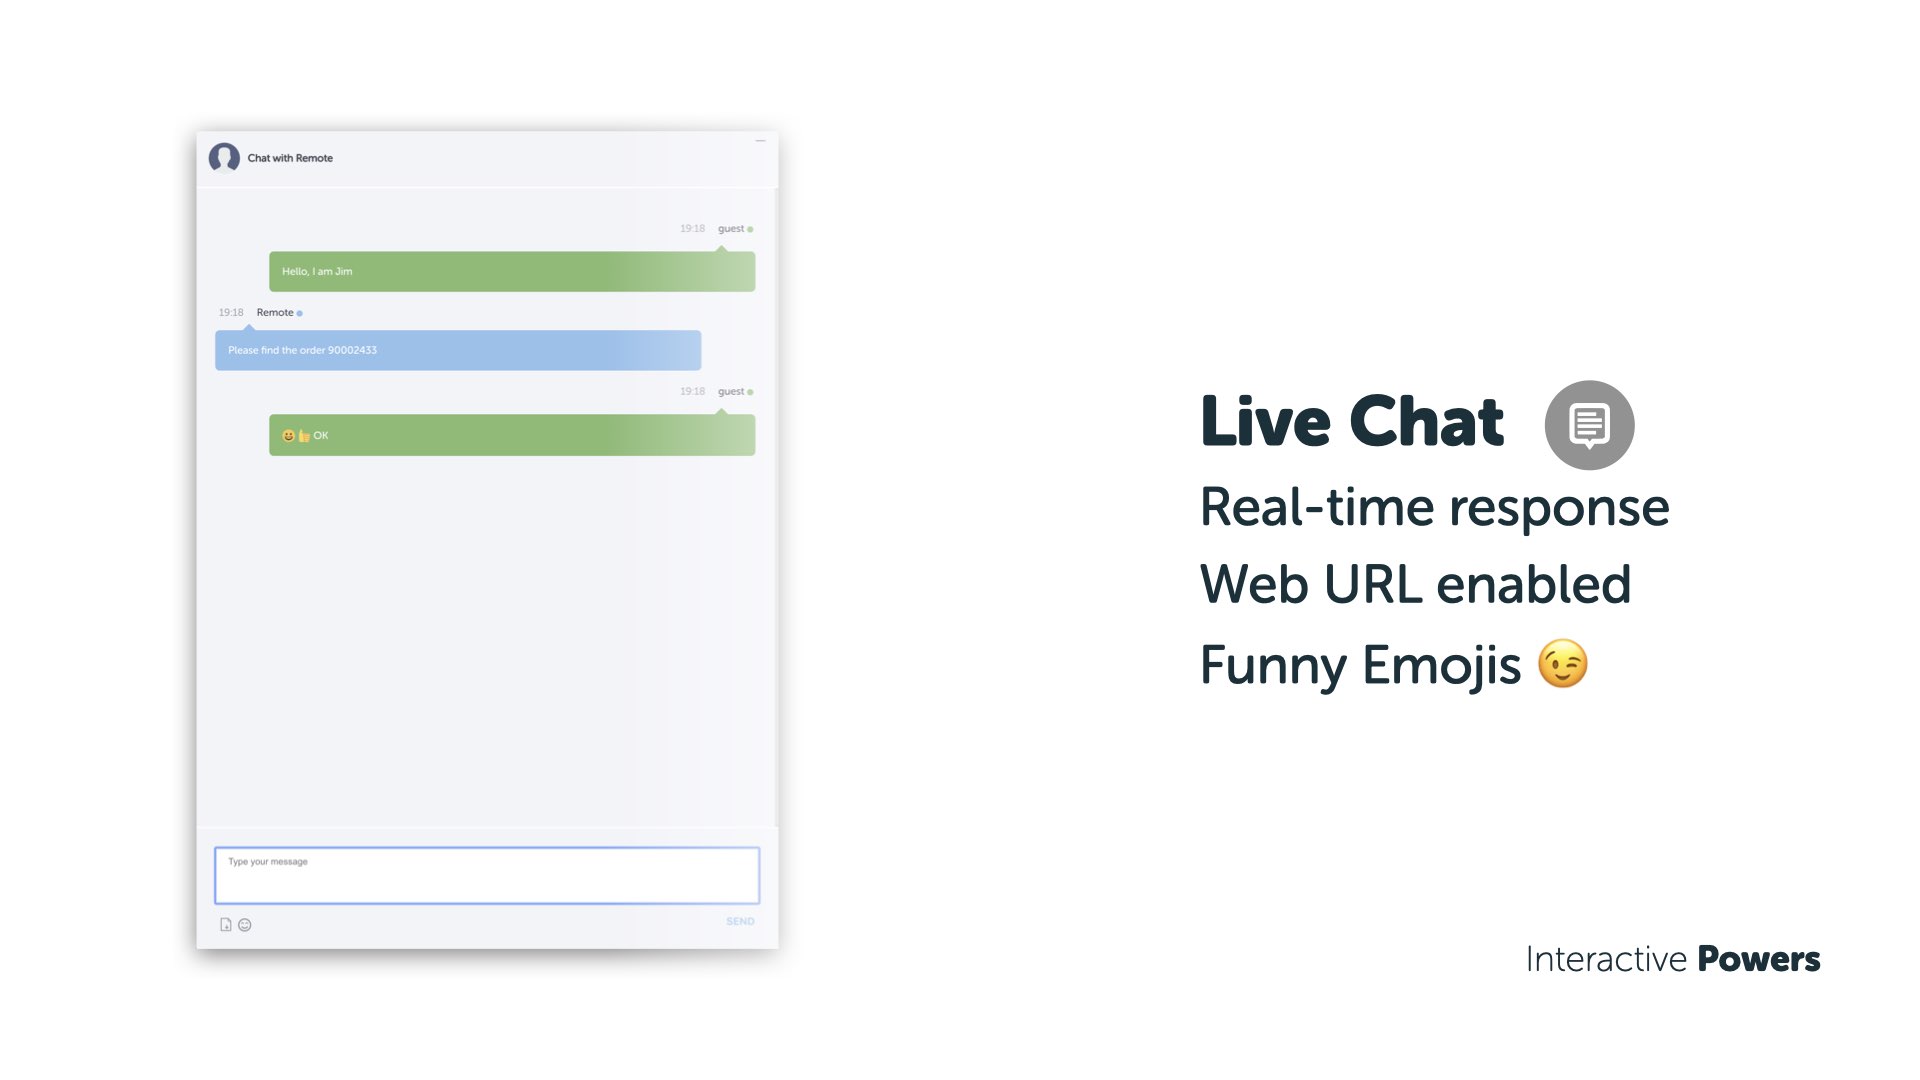 Chat with Remote
19:18 guest
Hello, I am Jim
19:18 Remote
Please find the order 90002433
19:18 guest
😀👍 OK
Type your message
SEND
Live Chat
Real-time response
Web URL enabled
Funny Emojis 😉
Interactive Powers